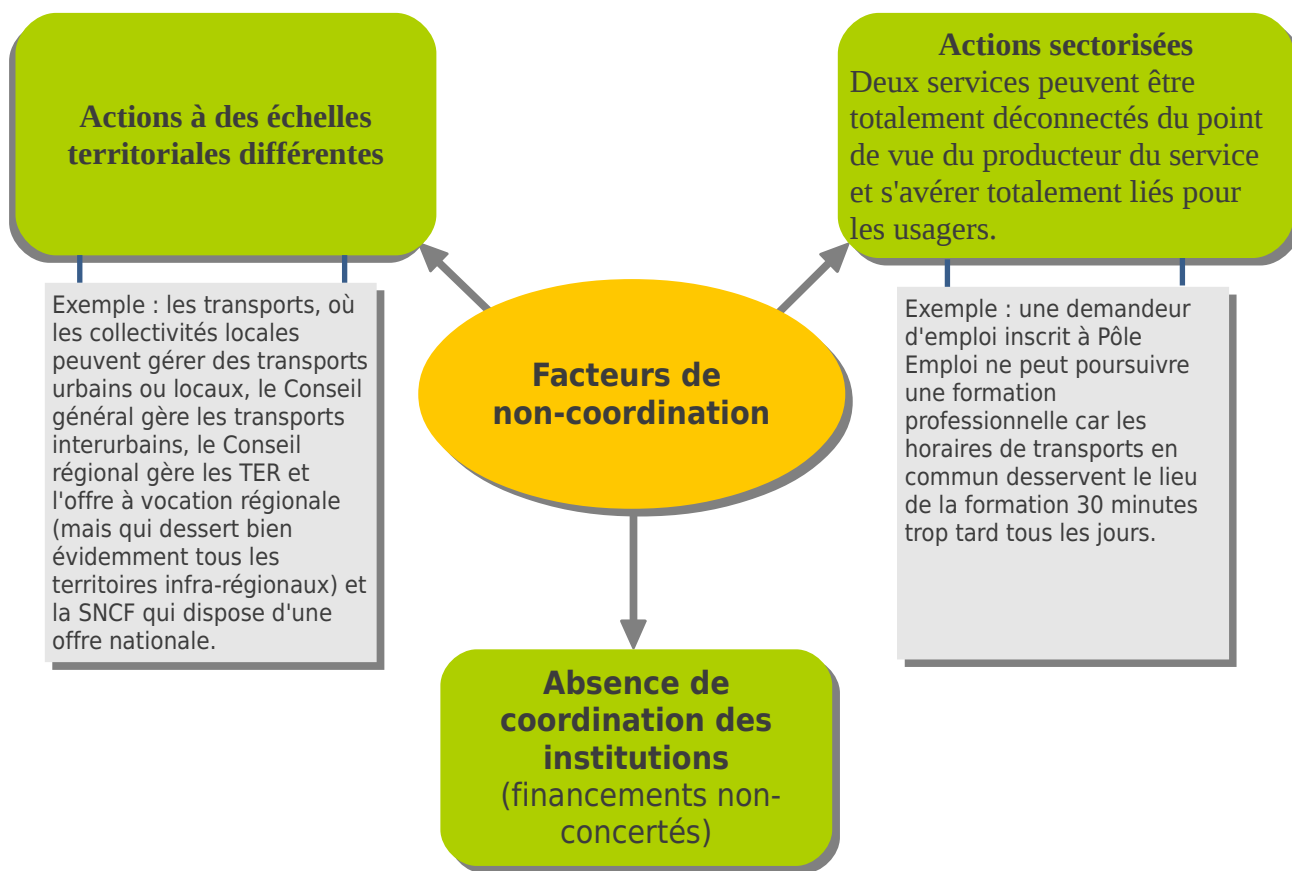 Actions à des échelles
territoriales différentes
Exemple : les transports, où
les collectivités locales
peuvent gérer des transports
urbains ou locaux, le Conseil
général gère les transports
interurbains, le Conseil
régional gère les TER et
l'offre à vocation régionale
(mais qui dessert bien
évidemment tous les
territoires infra-régionaux) et
la SNCF qui dispose d'une
offre nationale.
Actions sectorisées
Deux services peuvent être
totalement déconnectés du point
de vue du producteur du service
et s'avérer totalement liés pour
les usagers.
Exemple : une demandeur
d'emploi inscrit à Pôle
Emploi ne peut poursuivre
une formation
professionnelle car les
horaires de transports en
commun desservent le lieu
de la formation 30 minutes
trop tard tous les jours.
Facteurs de
non-coordination
Absence de
coordination des
institutions
(financements non-
concertés)